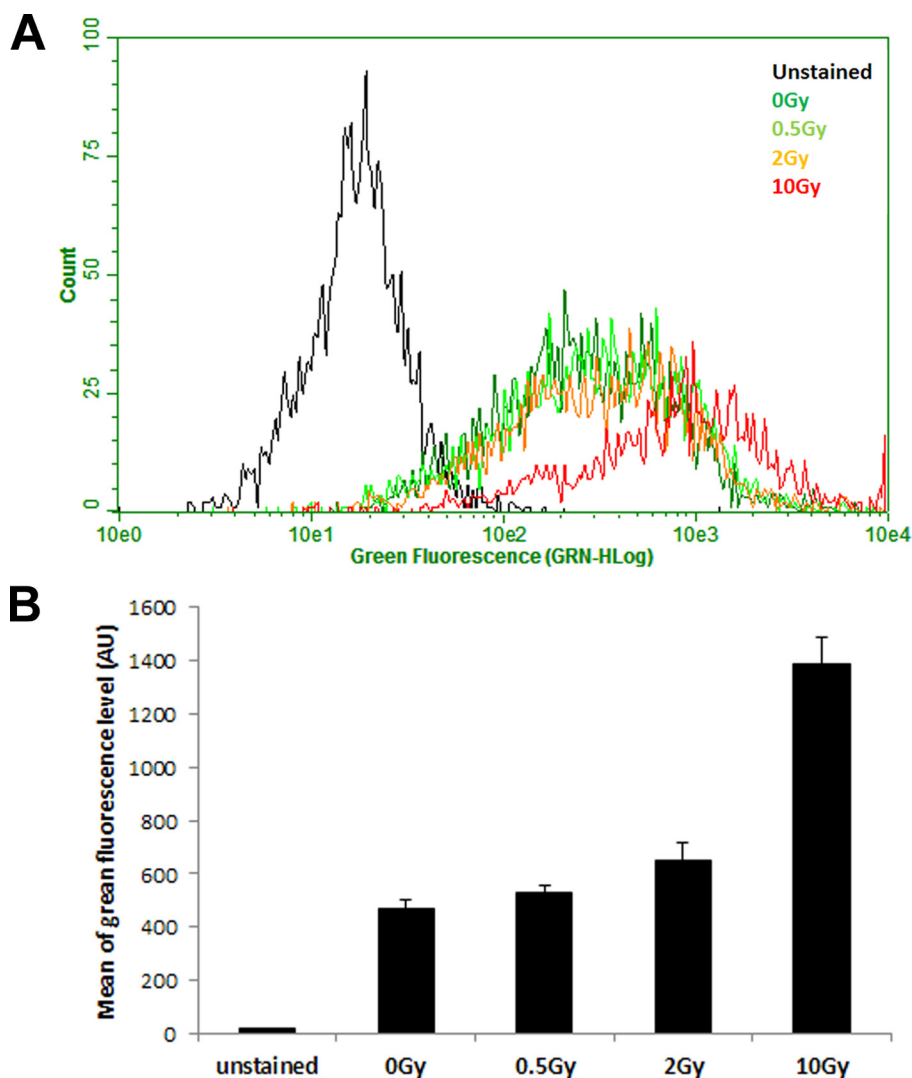 A
100
75
50
25
0
Count
Unstained
0Gy
0.5Gy
2Gy
10Gy
10e0 10e1 10e2 10e3 10e4
Green Fluorescence (GRN-HLog)
B
Mean of grean fluorescence level (AU)
1600
1400
1200
1000
800
600
400
200
0
unstained 0Gy 0.5Gy 2Gy 10Gy